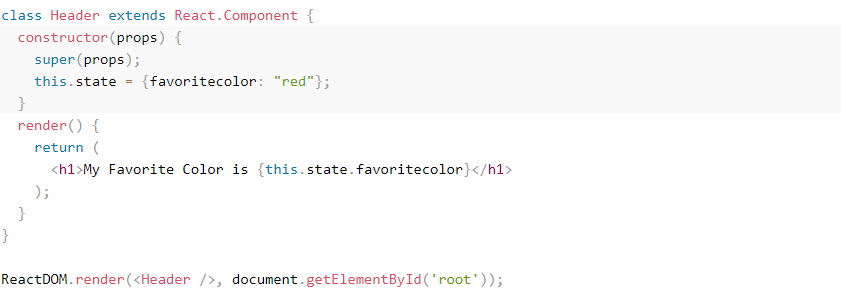 class Header extends React.Component {
  constructor(props) {
    super(props);
    this.state = {favoritecolor: "red"};
  }
  render() {
    return (
      <h1>My Favorite Color is {this.state.favoritecolor}</h1>
    );
  }
}

ReactDOM.render(<Header />, document.getElementById('root'));